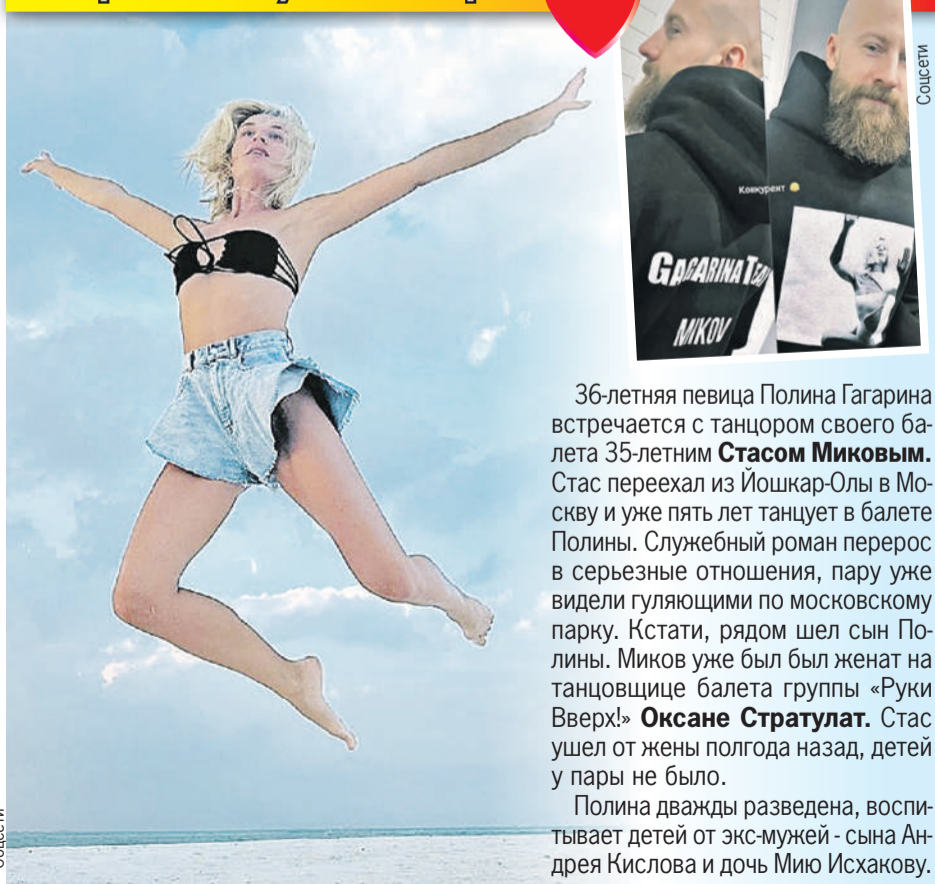 Соцсети
Конкурент
GAGARINA TEAM
MIKOV
36-летняя певица Полина Гагарина
встречается с танцором своего ба-
лета 35-летним Стасом Миковым.
Стас переехал из Йошкар-Олы в Мо-
скву и уже пять лет танцует в балете
Полины. Служебный роман перерос
в серьезные отношения, пару уже
видели гуляющими по московскому
парку. Кстати, рядом шел сын По-
лины. Миков уже был был женат на
танцовщице балета группы «Руки
Вверх!» Оксане Стратулат. Стас
ушел от жены полгода назад, детей
у пары не было.
Полина дважды разведена, воспи-
тывает детей от экс-мужей - сына Ан-
дрея Кислова и дочь Мию Исхакову.
Соцсети